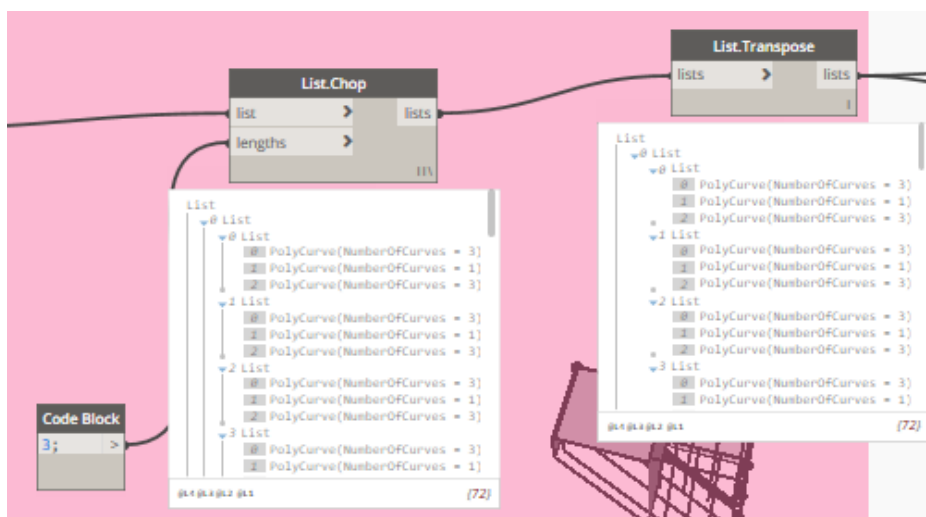 List.Transpose
lists > lists
|
List.Chop
list > lists
lengths >
|||\
List
0 List
0 List
0 PolyCurve(NumberOfCurves = 3)
1 PolyCurve(NumberOfCurves = 1)
2 PolyCurve(NumberOfCurves = 3)
1 List
0 PolyCurve(NumberOfCurves = 3)
1 PolyCurve(NumberOfCurves = 1)
2 PolyCurve(NumberOfCurves = 3)
2 List
0 PolyCurve(NumberOfCurves = 3)
1 PolyCurve(NumberOfCurves = 1)
2 PolyCurve(NumberOfCurves = 3)
3 List
0 PolyCurve(NumberOfCurves = 3)
1 PolyCurve(NumberOfCurves = 1)
@L4 @L3 @L2 @L1 {72}
List
0 List
0 List
0 PolyCurve(NumberOfCurves = 3)
1 PolyCurve(NumberOfCurves = 1)
2 PolyCurve(NumberOfCurves = 3)
1 List
0 PolyCurve(NumberOfCurves = 3)
1 PolyCurve(NumberOfCurves = 1)
2 PolyCurve(NumberOfCurves = 3)
2 List
0 PolyCurve(NumberOfCurves = 3)
1 PolyCurve(NumberOfCurves = 1)
2 PolyCurve(NumberOfCurves = 3)
3 List
0 PolyCurve(NumberOfCurves = 3)
1 PolyCurve(NumberOfCurves = 1)
@L4 @L3 @L2 @L1 {72}
Code Block
3; >